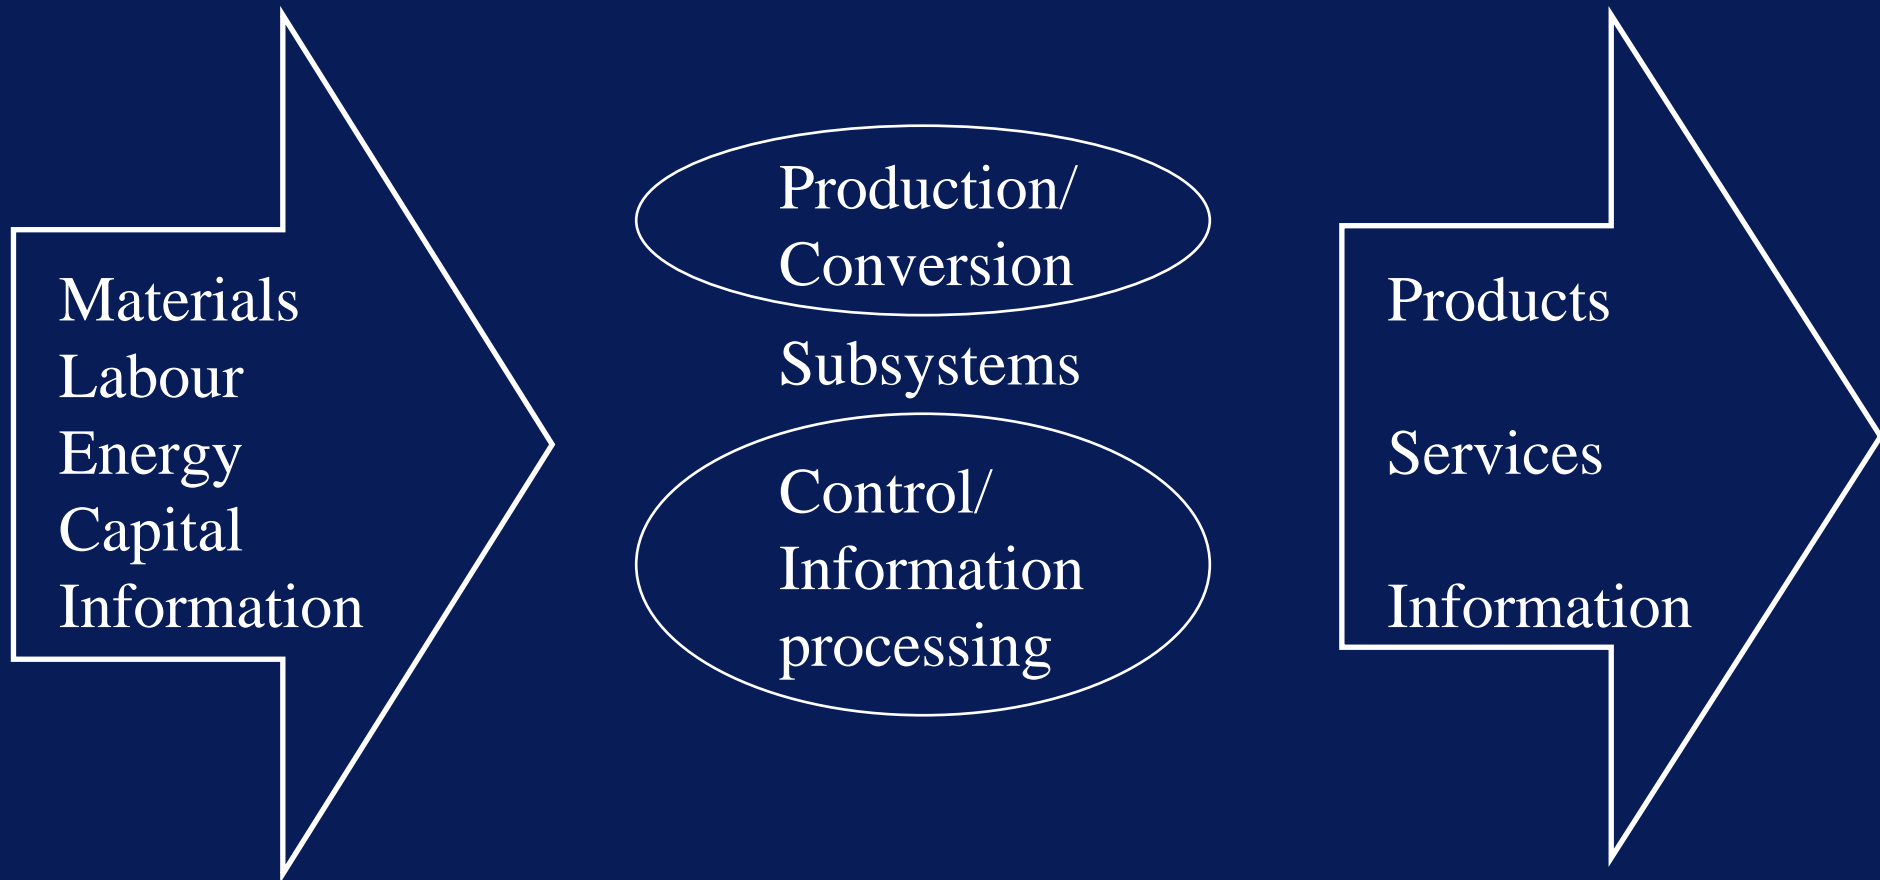 Materials
Labour
Energy
Capital
Information
Production/
Conversion
Subsystems
Control/
Information
processing
Products
Services
Information